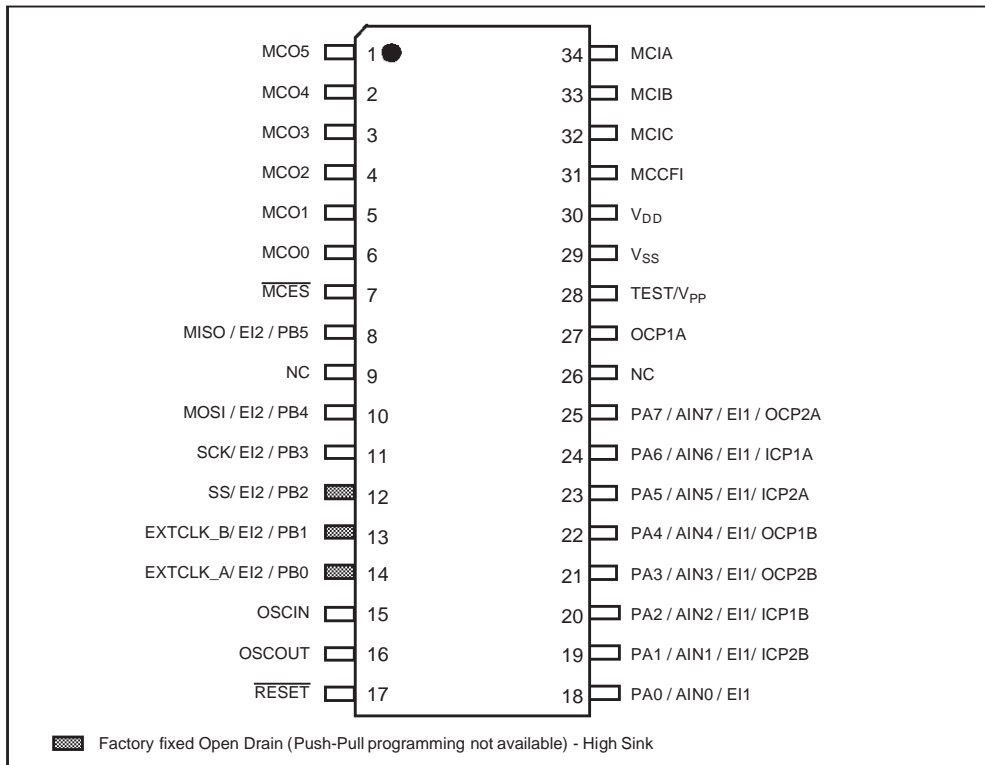 MCO5 1 34 MCIA
MCO4 2 33 MCIB
MCO3 3 32 MCIC
MCO2 4 31 MCCFI
MCO1 5 30 VDD
MCO0 6 29 VSS
MCES 7 28 TEST/VPP
MISO / EI2 / PB5 8 27 OCP1A
NC 9 26 NC
MOSI / EI2 / PB4 10 25 PA7 / AIN7 / EI1 / OCP2A
SCK/ EI2 / PB3 11 24 PA6 / AIN6 / EI1 / ICP1A
SS/ EI2 / PB2 12 23 PA5 / AIN5 / EI1/ ICP2A
EXTCLK_B/ EI2 / PB1 13 22 PA4 / AIN4 / EI1/ OCP1B
EXTCLK_A/ EI2 / PB0 14 21 PA3 / AIN3 / EI1/ OCP2B
OSCIN 15 20 PA2 / AIN2 / EI1/ ICP1B
OSCOUT 16 19 PA1 / AIN1 / EI1/ ICP2B
RESET 17 18 PA0 / AIN0 / EI1
Factory fixed Open Drain (Push-Pull programming not available) - High Sink